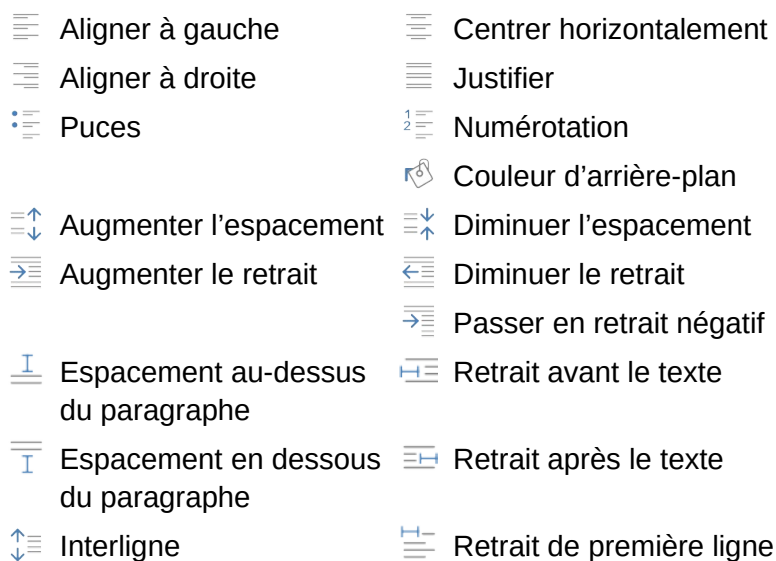 Aligner à gauche
Centrer horizontalement
Aligner à droite
Justifier
Puces
Numérotation
Couleur d’arrière-plan
Augmenter l’espacement
Diminuer l’espacement
Augmenter le retrait
Diminuer le retrait
Passer en retrait négatif
Espacement au-dessus
du paragraphe
Retrait avant le texte
Espacement en dessous
du paragraphe
Retrait après le texte
Interligne
Retrait de première ligne